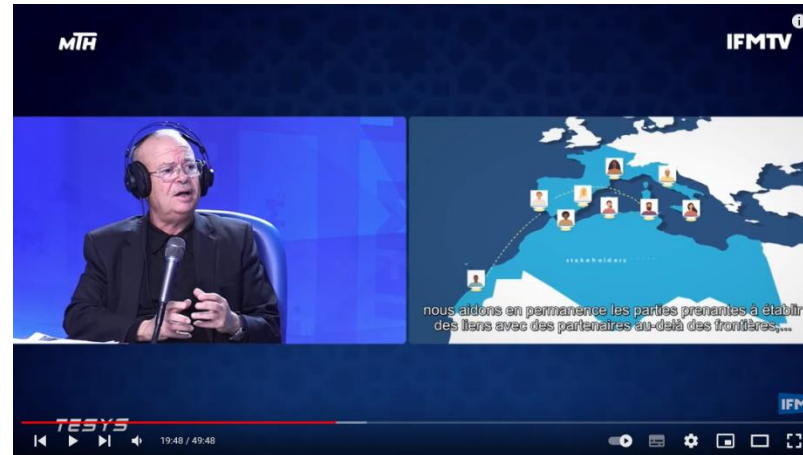 MTH
IFMTV
stakeholders
nous aidons en permanence les parties prenantes à établir
des liens avec des partenaires au-delà des frontières;...
IFM
TESYS
19:48 / 49:48